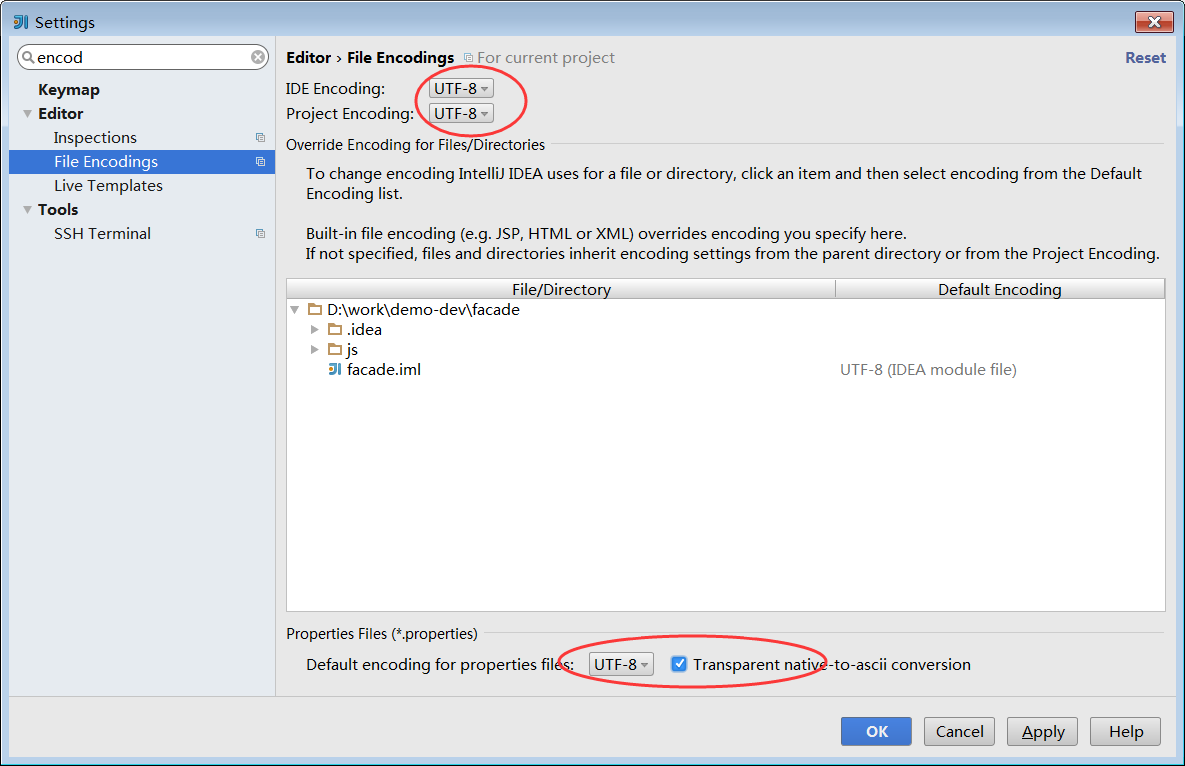 Settings
encod
Keymap
Editor
Inspections
File Encodings
Live Templates
Tools
SSH Terminal
Editor › File Encodings For current project Reset
IDE Encoding: UTF-8
Project Encoding: UTF-8
Override Encoding for Files/Directories
To change encoding IntelliJ IDEA uses for a file or directory, click an item and then select encoding from the Default
Encoding list.
Built-in file encoding (e.g. JSP, HTML or XML) overrides encoding you specify here.
If not specified, files and directories inherit encoding settings from the parent directory or from the Project Encoding.
File/Directory Default Encoding
D:\work\demo-dev\facade
.idea
js
facade.iml UTF-8 (IDEA module file)
Properties Files (*.properties)
Default encoding for properties files: UTF-8 Transparent native-to-ascii conversion
OK Cancel Apply Help